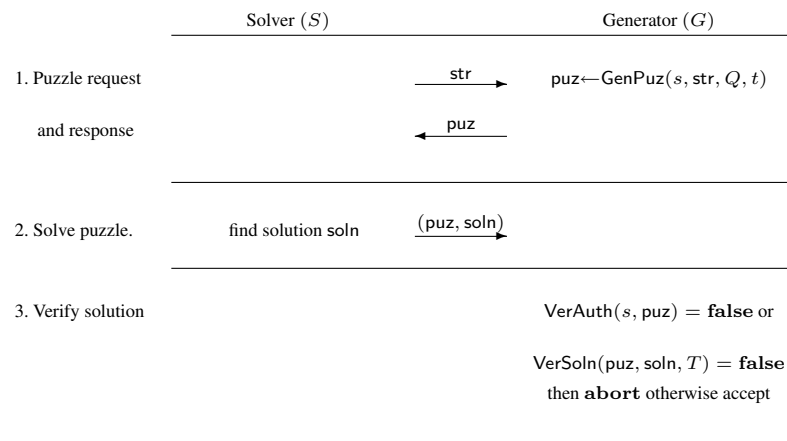 Solver (S) Generator (G)
1. Puzzle request str puz←GenPuz(s, str, Q, t)
and response puz
2. Solve puzzle. find solution soln (puz, soln)
3. Verify solution VerAuth(s, puz) = false or
VerSoln(puz, soln, T) = false
then abort otherwise accept